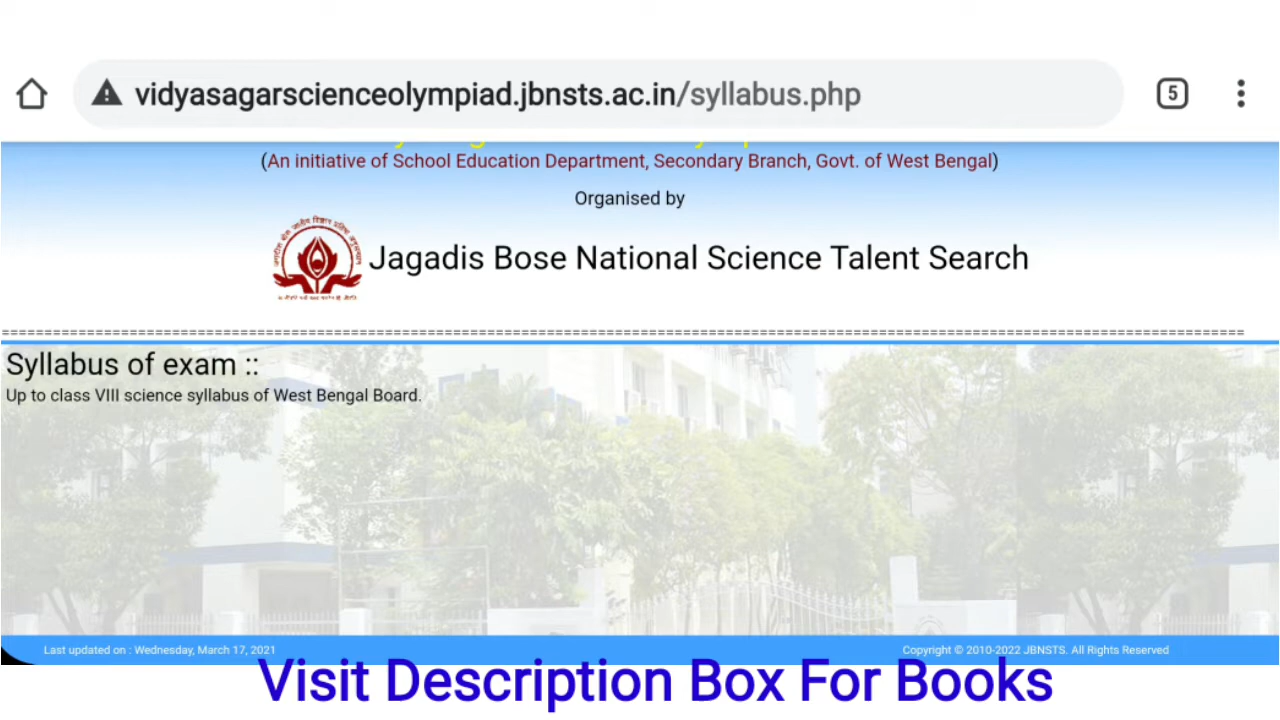 vidyasagarscienceolympiad.jbnsts.ac.in/syllabus.php
5
(An initiative of School Education Department, Secondary Branch, Govt. of West Bengal)
Organised by
Jagadis Bose National Science Talent Search
Syllabus of exam ::
Up to class VIII science syllabus of West Bengal Board.
Last updated on : Wednesday, March 17, 2021
Copyright © 2010-2022 JBNSTS. All Rights Reserved
Visit Description Box For Books